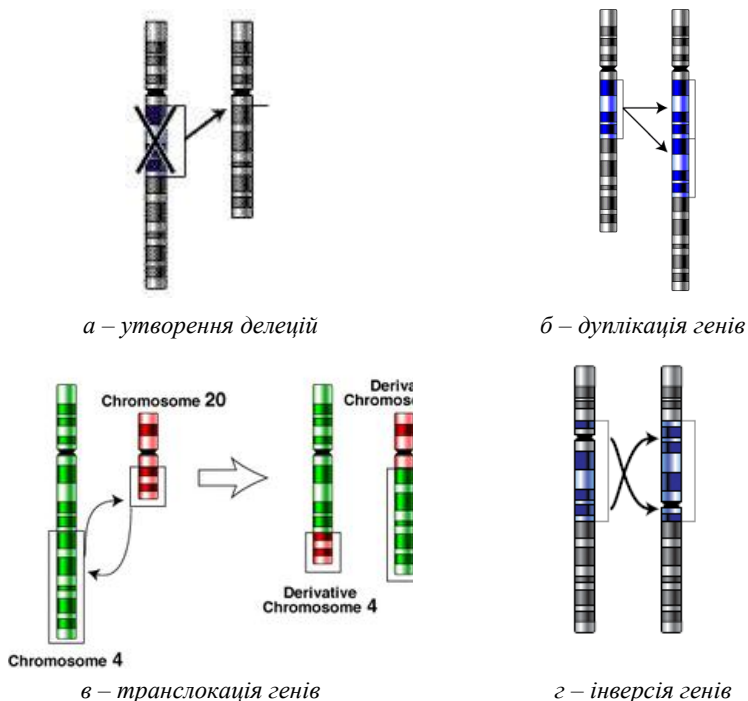 а – утворення делецій
б – дуплікація генів
Chromosome 20
Chromosome 4
Derivative
Chromosome 4
в – транслокація генів
г – інверсія генів